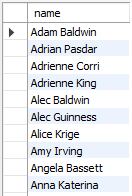 name
Adam Baldwin
Adrian Pasdar
Adrienne Corri
Adrienne King
Alec Baldwin
Alec Guinness
Alice Krige
Amy Irving
Angela Bassett
Anna Katerina